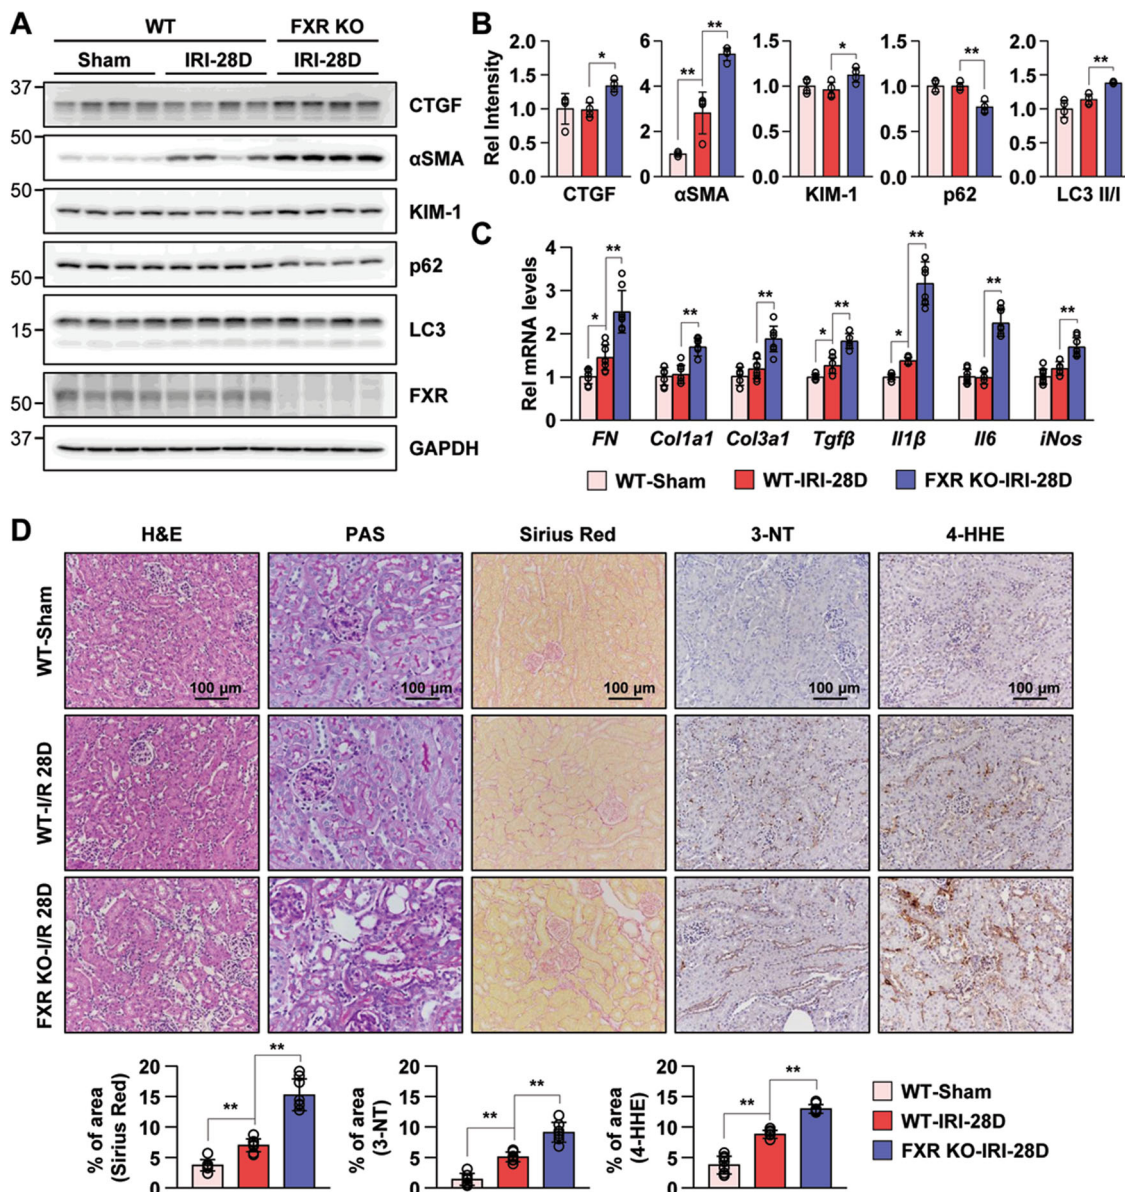 A
WT
FXR KO
Sham
IRI-28D
IRI-28D
37
CTGF
50
αSMA
50
KIM-1
50
p62
15
LC3
50
FXR
37
GAPDH
B
Rel Intensity
2.0
1.5
1.0
0.5
0.0
*
CTGF
6
4
2
0
**
**
αSMA
1.5
1.0
0.5
0.0
*
KIM-1
1.5
1.0
0.5
0.0
**
p62
2.0
1.5
1.0
0.5
0.0
**
LC3 II/I
C
Rel mRNA levels
4
3
2
1
0
*
**
**
**
*
**
*
**
**
**
FN Col1a1 Col3a1 Tgfβ Il1β Il6 iNos
WT-Sham WT-IRI-28D FXR KO-IRI-28D
D
H&E PAS Sirius Red 3-NT 4-HHE
WT-Sham
100 µm 100 µm 100 µm 100 µm 100 µm
WT-I/R 28D
FXR KO-I/R 28D
% of area
(Sirius Red)
20
15
10
5
0
**
**
% of area
(3-NT)
20
15
10
5
0
**
**
% of area
(4-HHE)
20
15
10
5
0
**
**
WT-Sham
WT-IRI-28D
FXR KO-IRI-28D